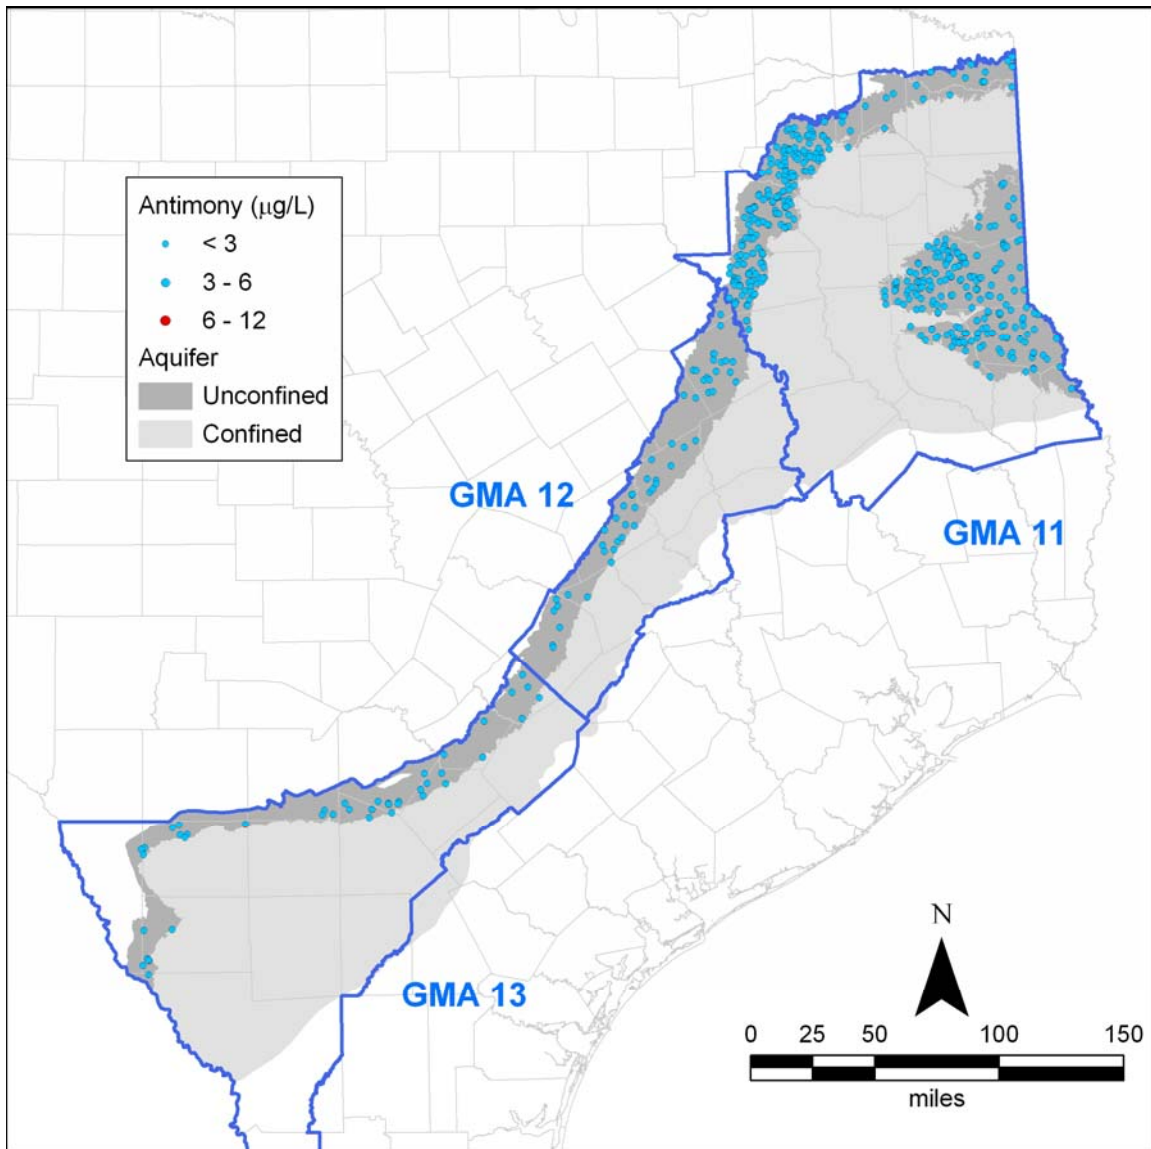 Antimony (µg/L)
< 3
3 - 6
6 - 12
Aquifer
Unconfined
Confined
GMA 12
GMA 11
GMA 13
N
0 25 50 100 150
miles